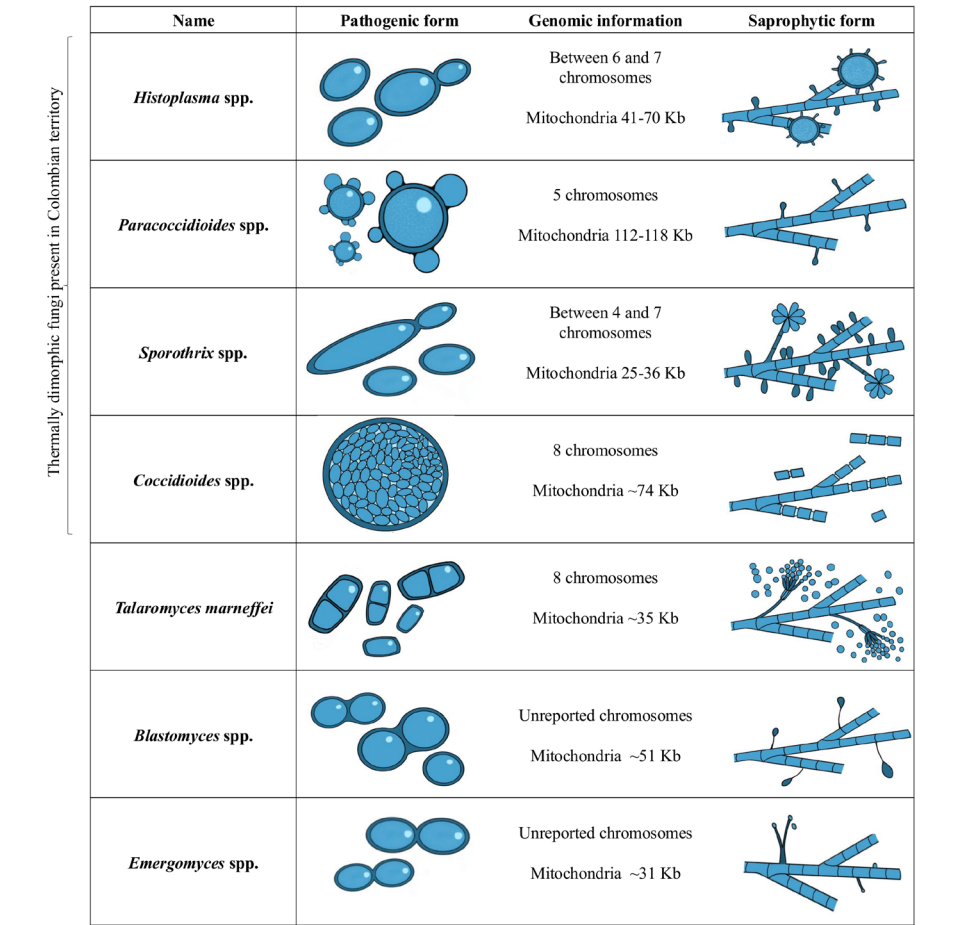 Name
Pathogenic form
Genomic information
Saprophytic form
Thermally dimorphic fungi present in Colombian territory
Histoplasma spp.
Between 6 and 7
chromosomes
Mitochondria 41-70 Kb
Paracoccidioides spp.
5 chromosomes
Mitochondria 112-118 Kb
Sporothrix spp.
Between 4 and 7
chromosomes
Mitochondria 25-36 Kb
Coccidioides spp.
8 chromosomes
Mitochondria ~74 Kb
Talaromyces marneffei
8 chromosomes
Mitochondria ~35 Kb
Blastomyces spp.
Unreported chromosomes
Mitochondria ~51 Kb
Emergomyces spp.
Unreported chromosomes
Mitochondria ~31 Kb